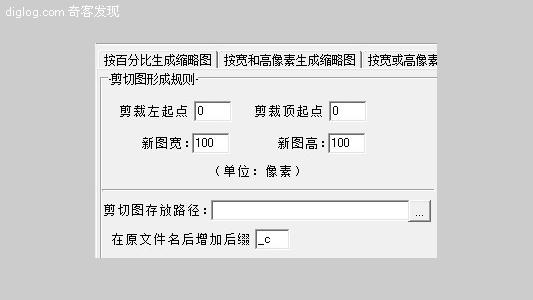 diglog.com 奇客发现
按百分比生成缩略图 按宽和高像素生成缩略图 按宽或高像素
剪切图形成规则
剪裁左起点 0 剪裁顶起点 0
新图宽: 100 新图高: 100
（单位：像素）
剪切图存放路径: ...
在原文件名后增加后缀 _c